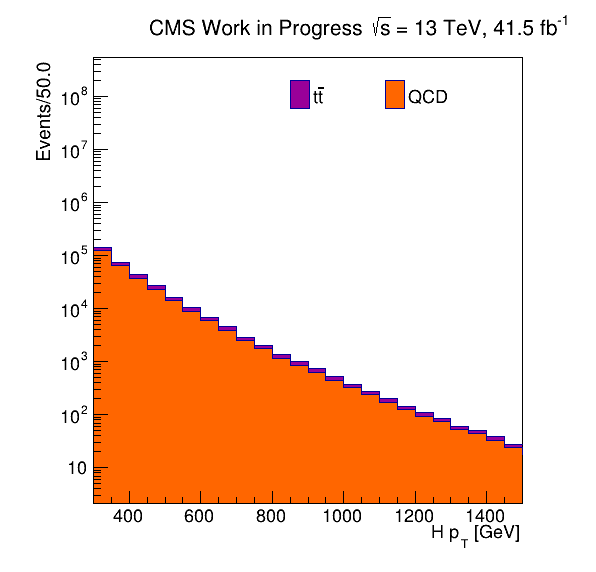 CMS Work in Progress √s = 13 TeV, 41.5 fb⁻¹
Events/50.0
tt̄
QCD
10⁸
10⁷
10⁶
10⁵
10⁴
10³
10²
10
400 600 800 1000 1200 1400
H p_T [GeV]